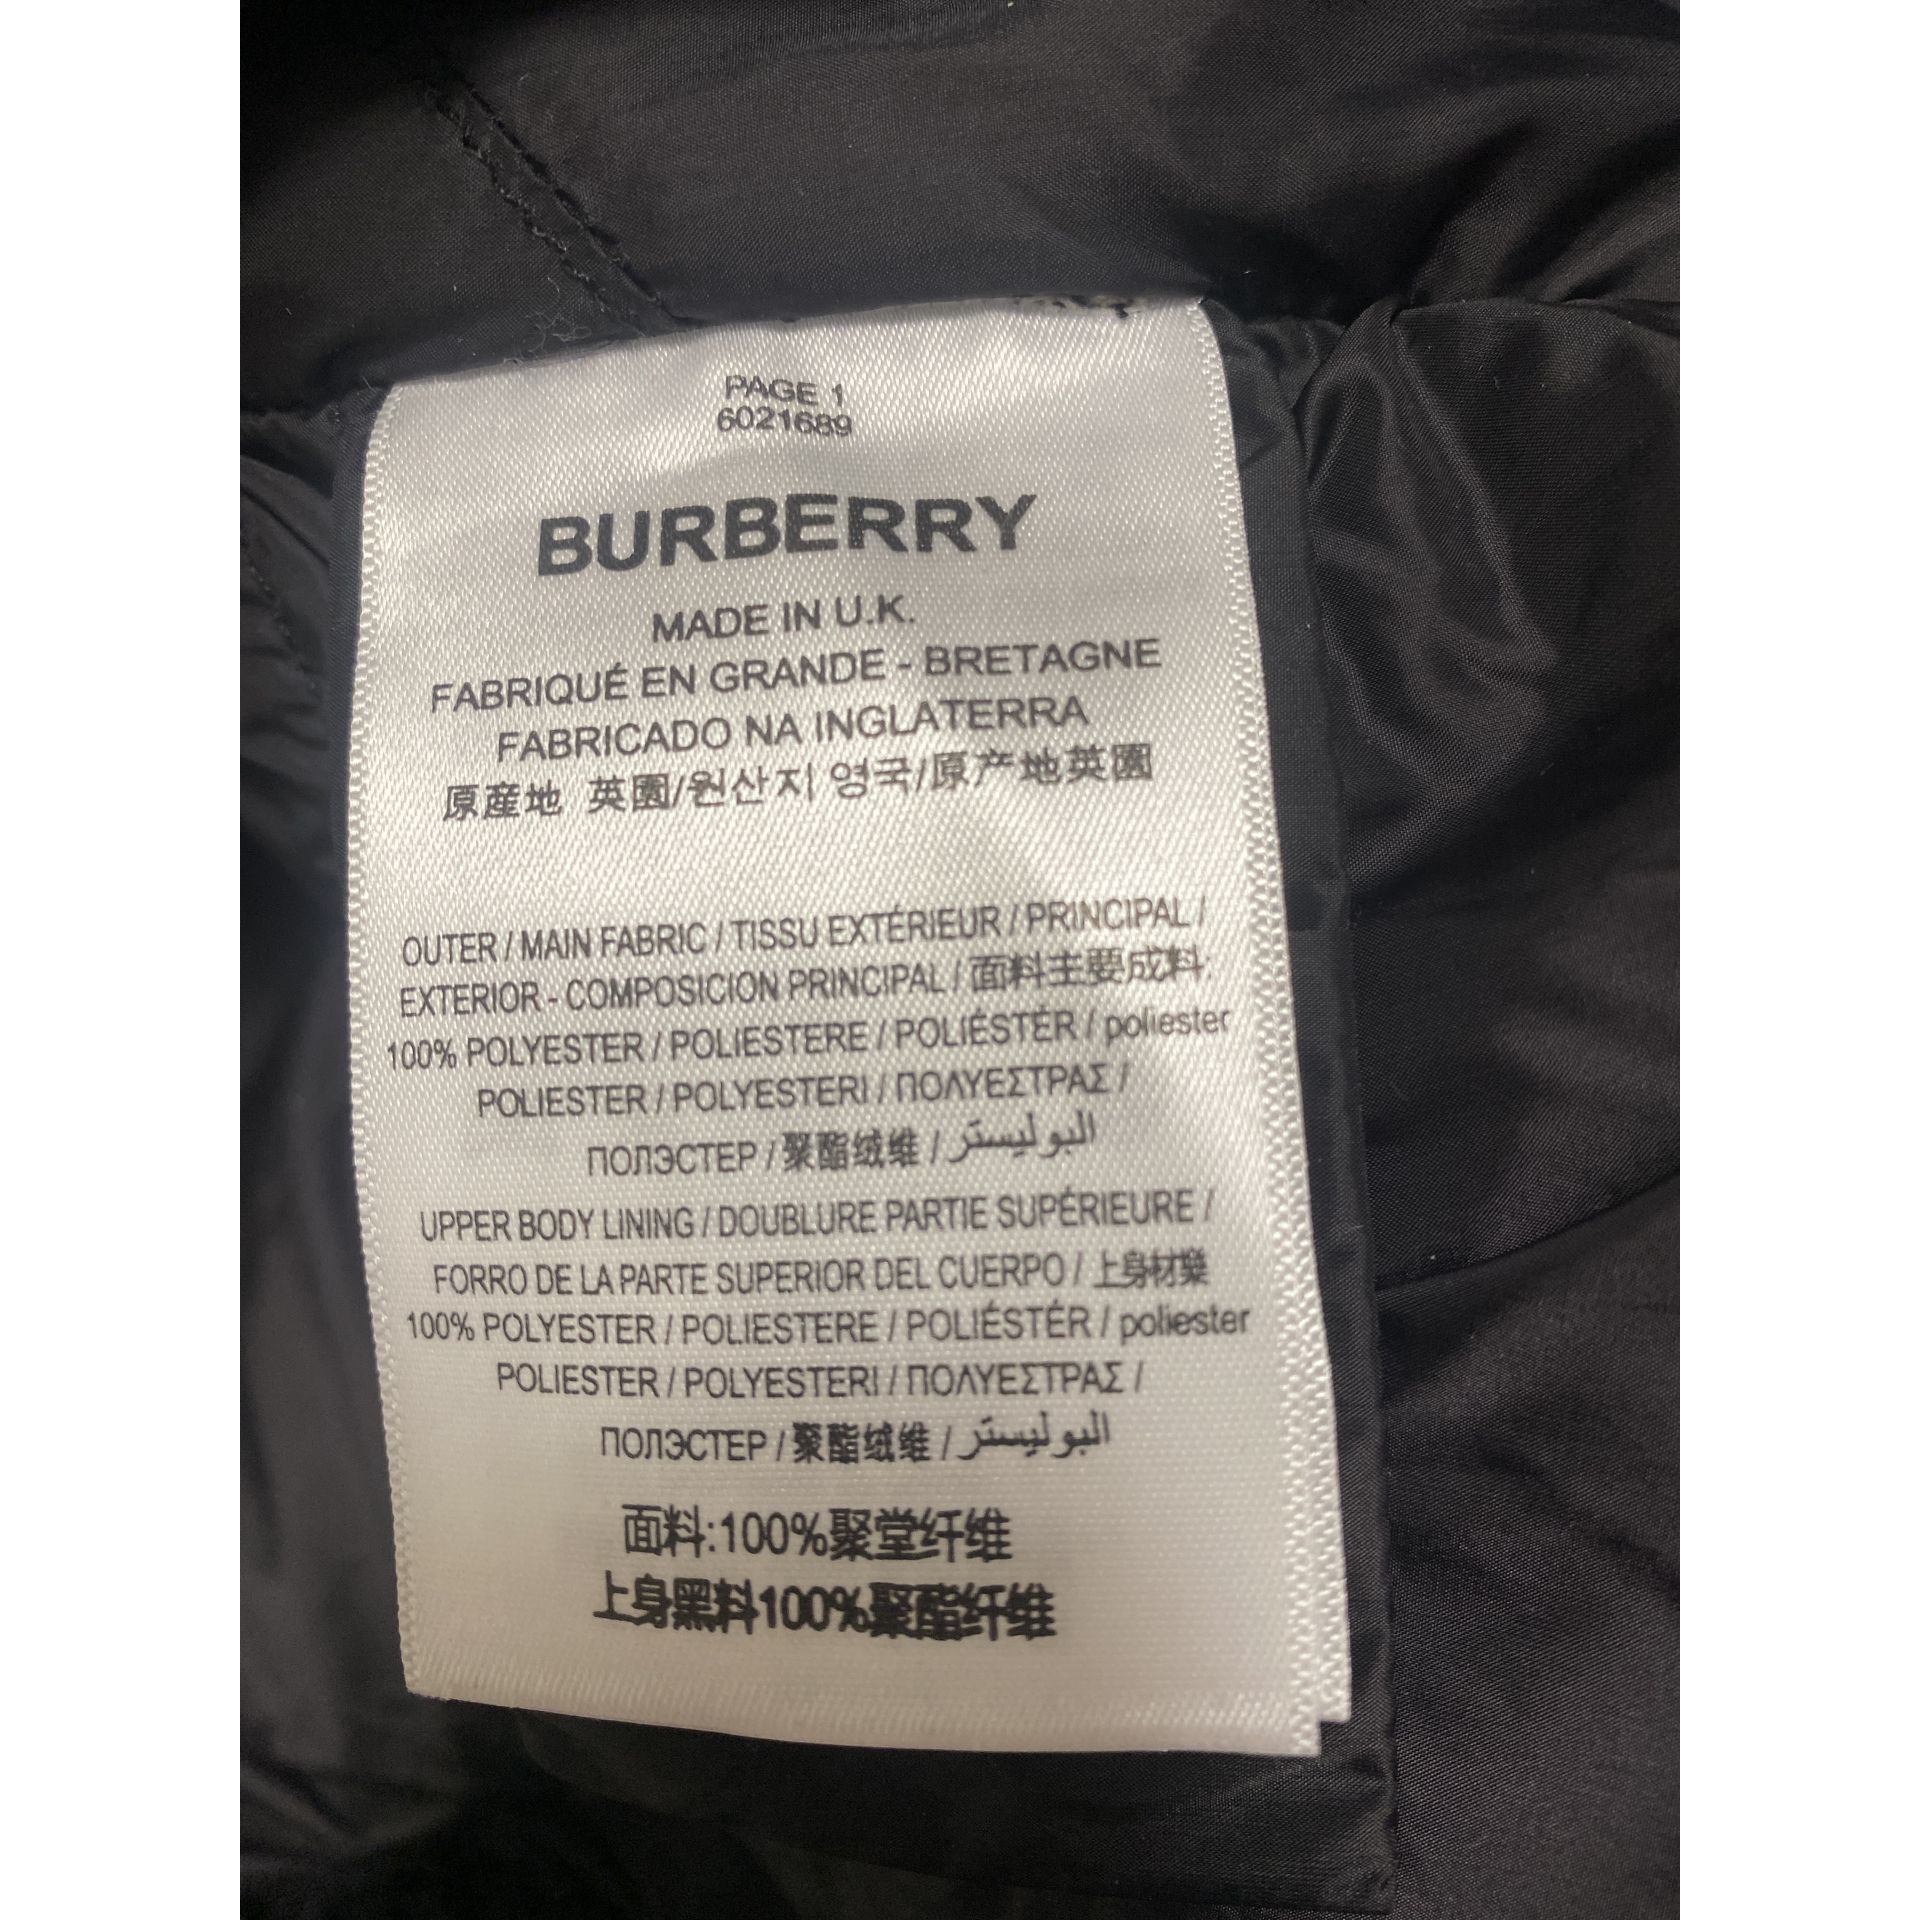 PAGE 1
6021689
BURBERRY
MADE IN U.K.
FABRIQUÉ EN GRANDE - BRETAGNE
FABRICADO NA INGLATERRA
原産地 英園/원산지 영국/原产地英園
OUTER / MAIN FABRIC / TISSU EXTÉRIEUR / PRINCIPAL /
EXTERIOR - COMPOSICION PRINCIPAL / 面料主要成料
100% POLYESTER / POLIESTERE / POLIÉSTÉR / poliester
POLIESTER / POLYESTERI / ΠΟΛΥΕΣΤΡΑΣ /
ПОЛЭСТЕР / 聚酯绒维 / البوليستر
UPPER BODY LINING / DOUBLURE PARTIE SUPÉRIEURE /
FORRO DE LA PARTE SUPERIOR DEL CUERPO / 上身材樂
100% POLYESTER / POLIESTERE / POLIÉSTÉR / poliester
POLIESTER / POLYESTERI / ΠΟΛΥΕΣΤΡΑΣ /
ПОЛЭСТЕР / 聚酯绒维 / البوليستر
面料:100%聚堂纤维
上身黑料100%聚酯纤维